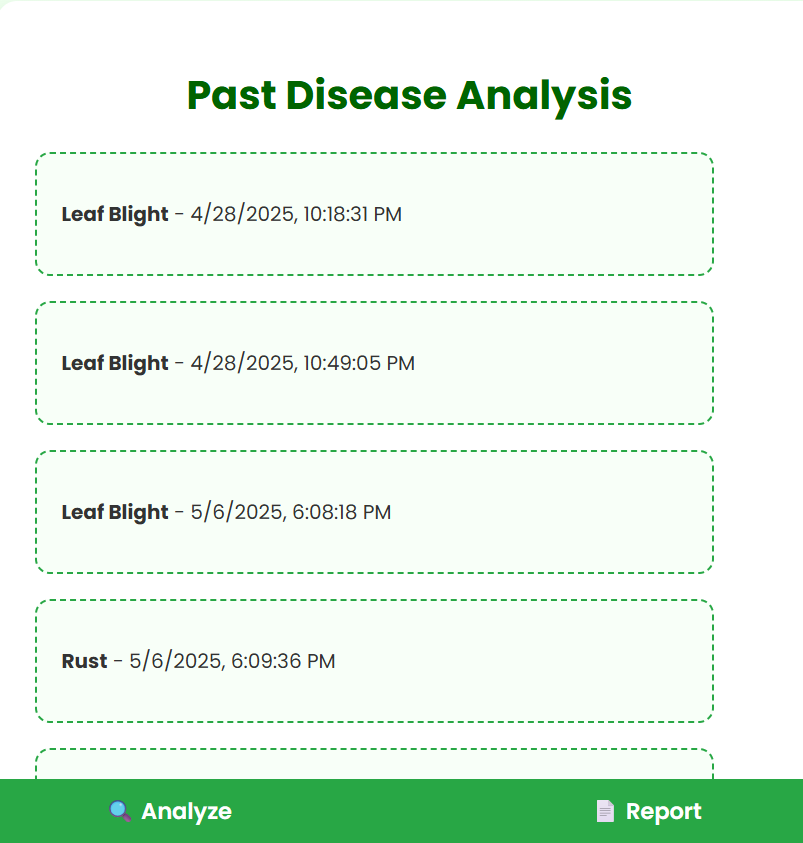 Past Disease Analysis
Leaf Blight - 4/28/2025, 10:18:31 PM
Leaf Blight - 4/28/2025, 10:49:05 PM
Leaf Blight - 5/6/2025, 6:08:18 PM
Rust - 5/6/2025, 6:09:36 PM
Analyze
Report